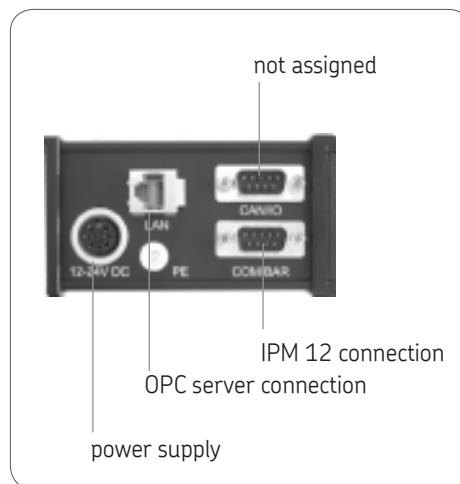 not assigned
CAN/IO
LAN
12-24V DC
PE
COM/BAR
IPM 12 connection
OPC server connection
power supply